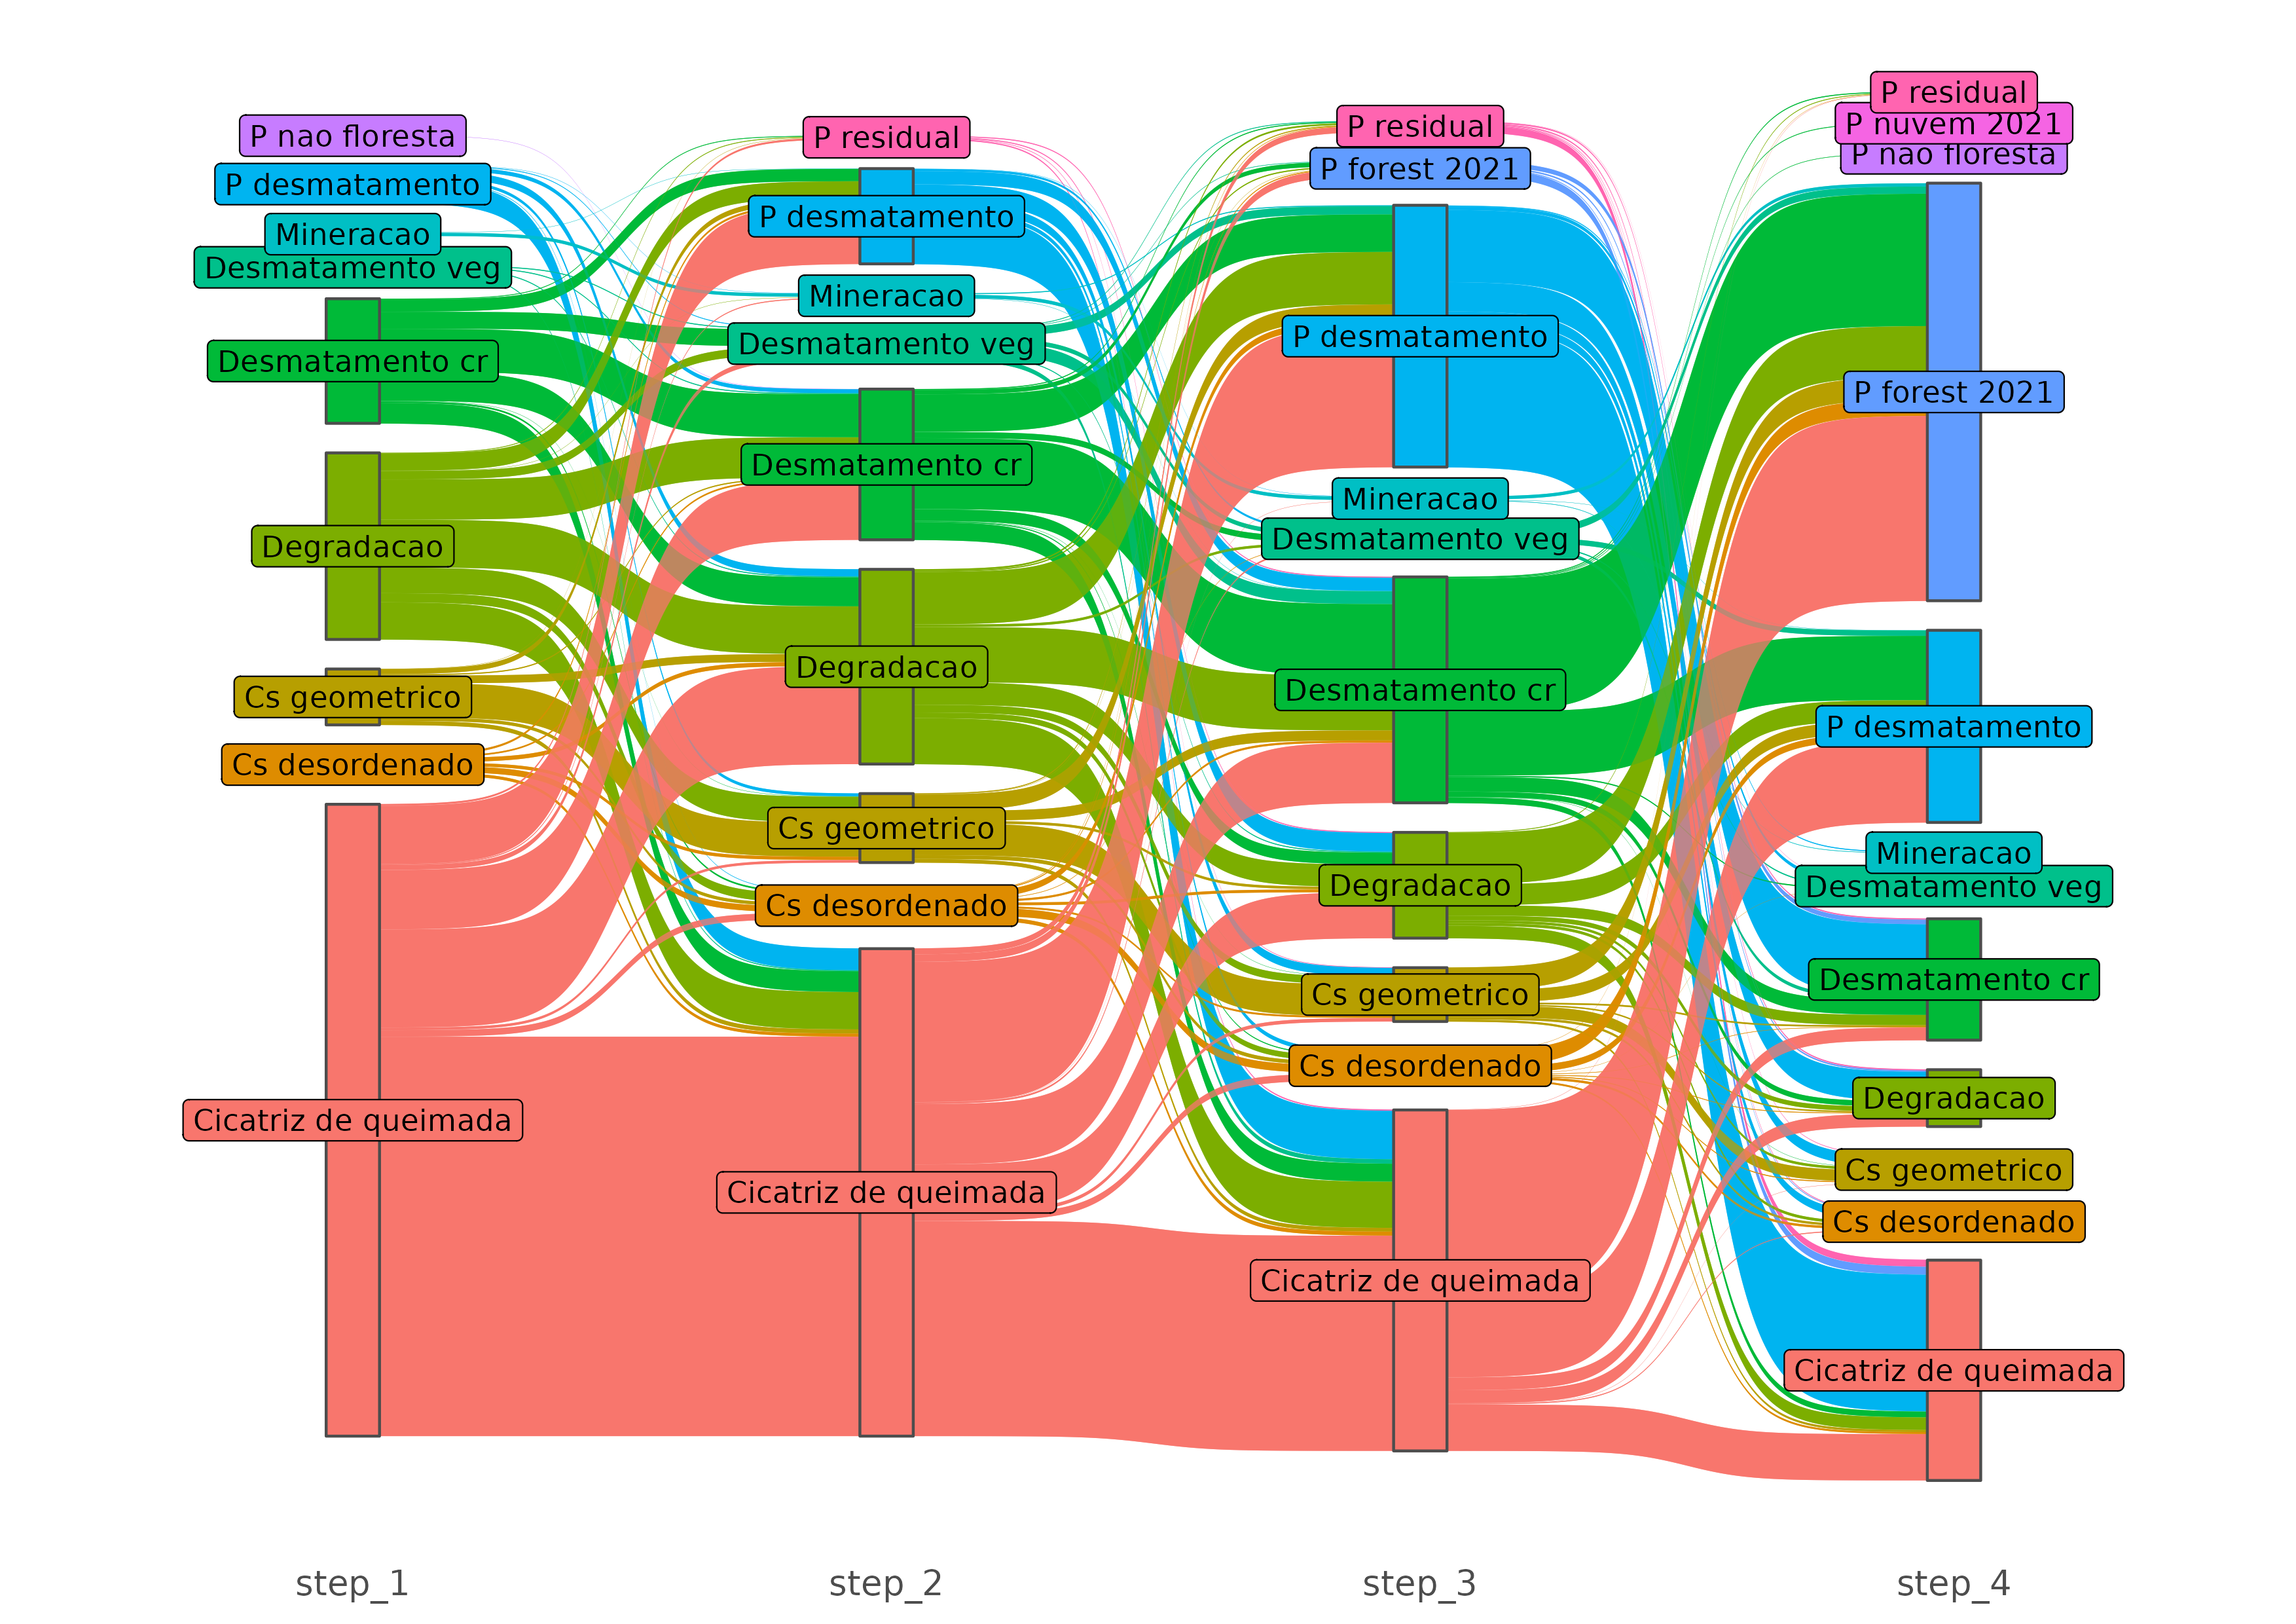 P nao floresta
P desmatamento
Mineracao
Desmatamento veg
Desmatamento cr
Degradacao
Cs geometrico
Cs desordenado
Cicatriz de queimada
P residual
P desmatamento
Mineracao
Desmatamento veg
Desmatamento cr
Degradacao
Cs geometrico
Cs desordenado
Cicatriz de queimada
P residual
P forest 2021
P desmatamento
Mineracao
Desmatamento veg
Desmatamento cr
Degradacao
Cs geometrico
Cs desordenado
Cicatriz de queimada
P residual
P nuvem 2021
P nao floresta
P forest 2021
P desmatamento
Mineracao
Desmatamento veg
Desmatamento cr
Degradacao
Cs geometrico
Cs desordenado
Cicatriz de queimada
step_1
step_2
step_3
step_4